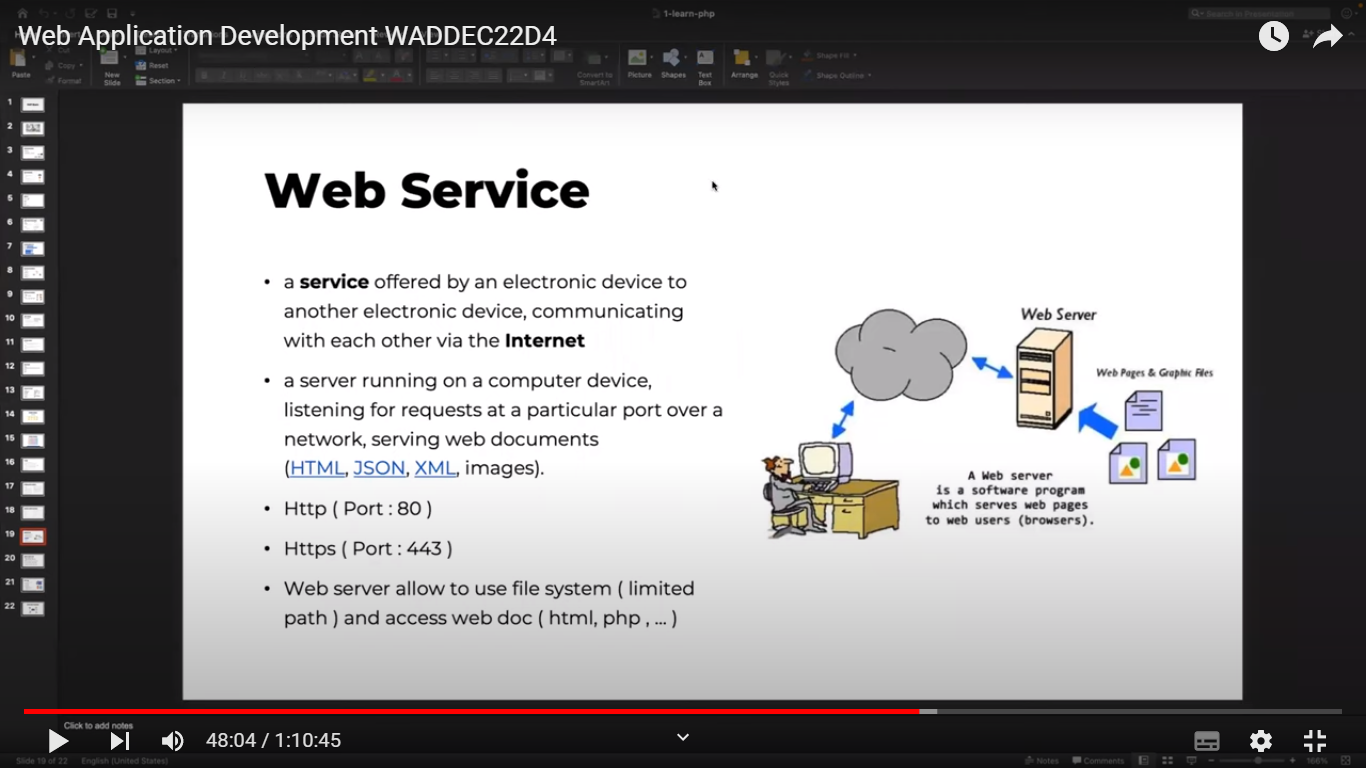 1-learn-php
Search in Presentation
Web Application Development WADDEC22D4
Cut
Copy
Format
Paste
New
Slide
Layout
Reset
Section
Convert to
SmartArt
Picture
Shapes
Text
Box
Arrange
Quick
Styles
Shape Fill
Shape Outline
1
2
3
4
5
6
7
8
9
10
11
12
13
14
15
16
17
18
19
20
21
22
Web Service
• a service offered by an electronic device to
another electronic device, communicating
with each other via the Internet
• a server running on a computer device,
listening for requests at a particular port over a
network, serving web documents
(HTML, JSON, XML, images).
• Http ( Port : 80 )
• Https ( Port : 443 )
• Web server allow to use file system ( limited
path ) and access web doc ( html, php , ... )
Web Server
Web Pages & Graphic Files
A Web server
is a software program
which serves web pages
to web users (browsers).
Click to add notes
48:04 / 1:10:45
Slide 19 of 22
English (United States)
Notes
Comments
166%